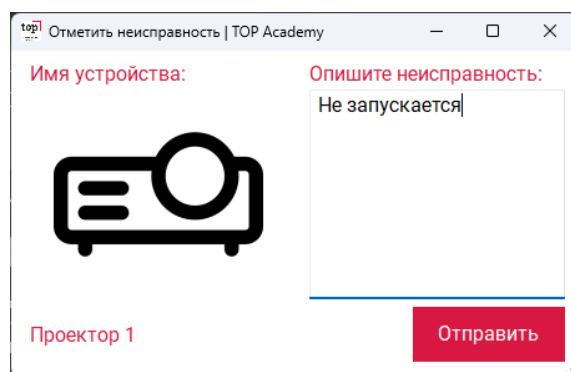 top
Отметить неисправность | TOP Academy
Имя устройства:
Опишите неисправность:
Не запускается
Проектор 1
Отправить